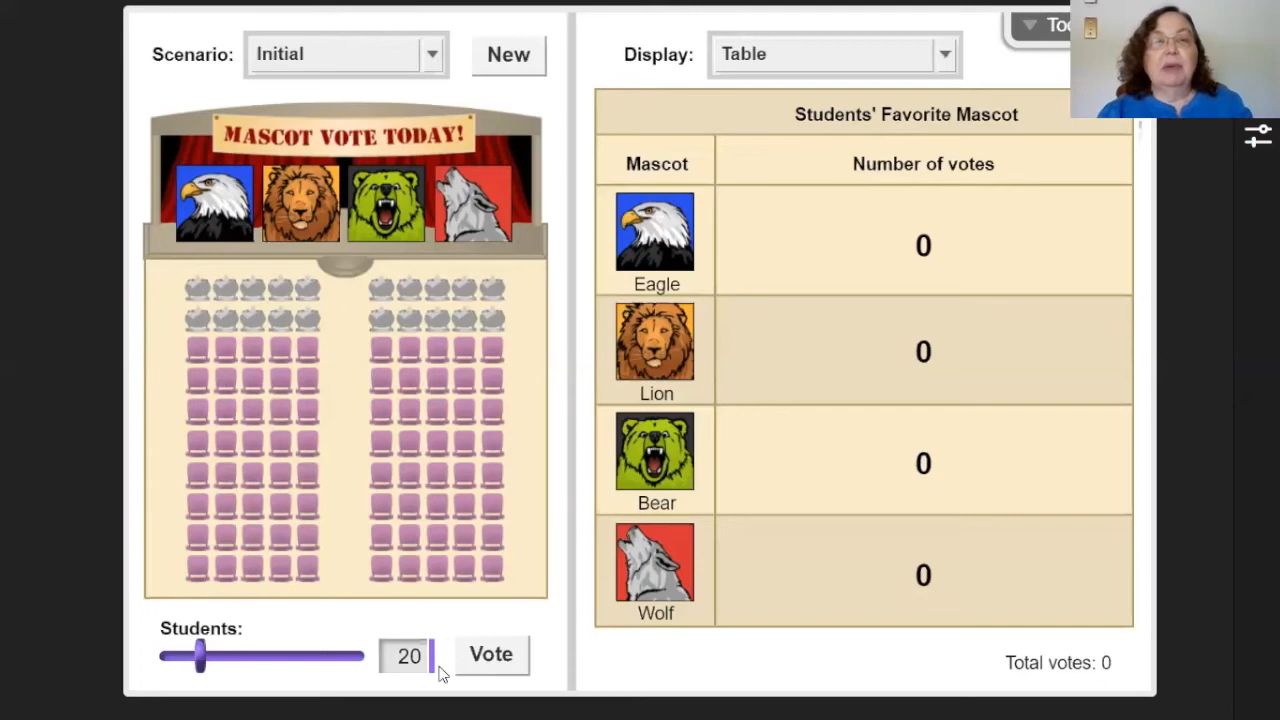 Scenario: Initial New
MASCOT VOTE TODAY!
Students:
20 Vote
Display: Table
Students' Favorite Mascot
Mascot Number of votes
Eagle 0
Lion 0
Bear 0
Wolf 0
Total votes: 0